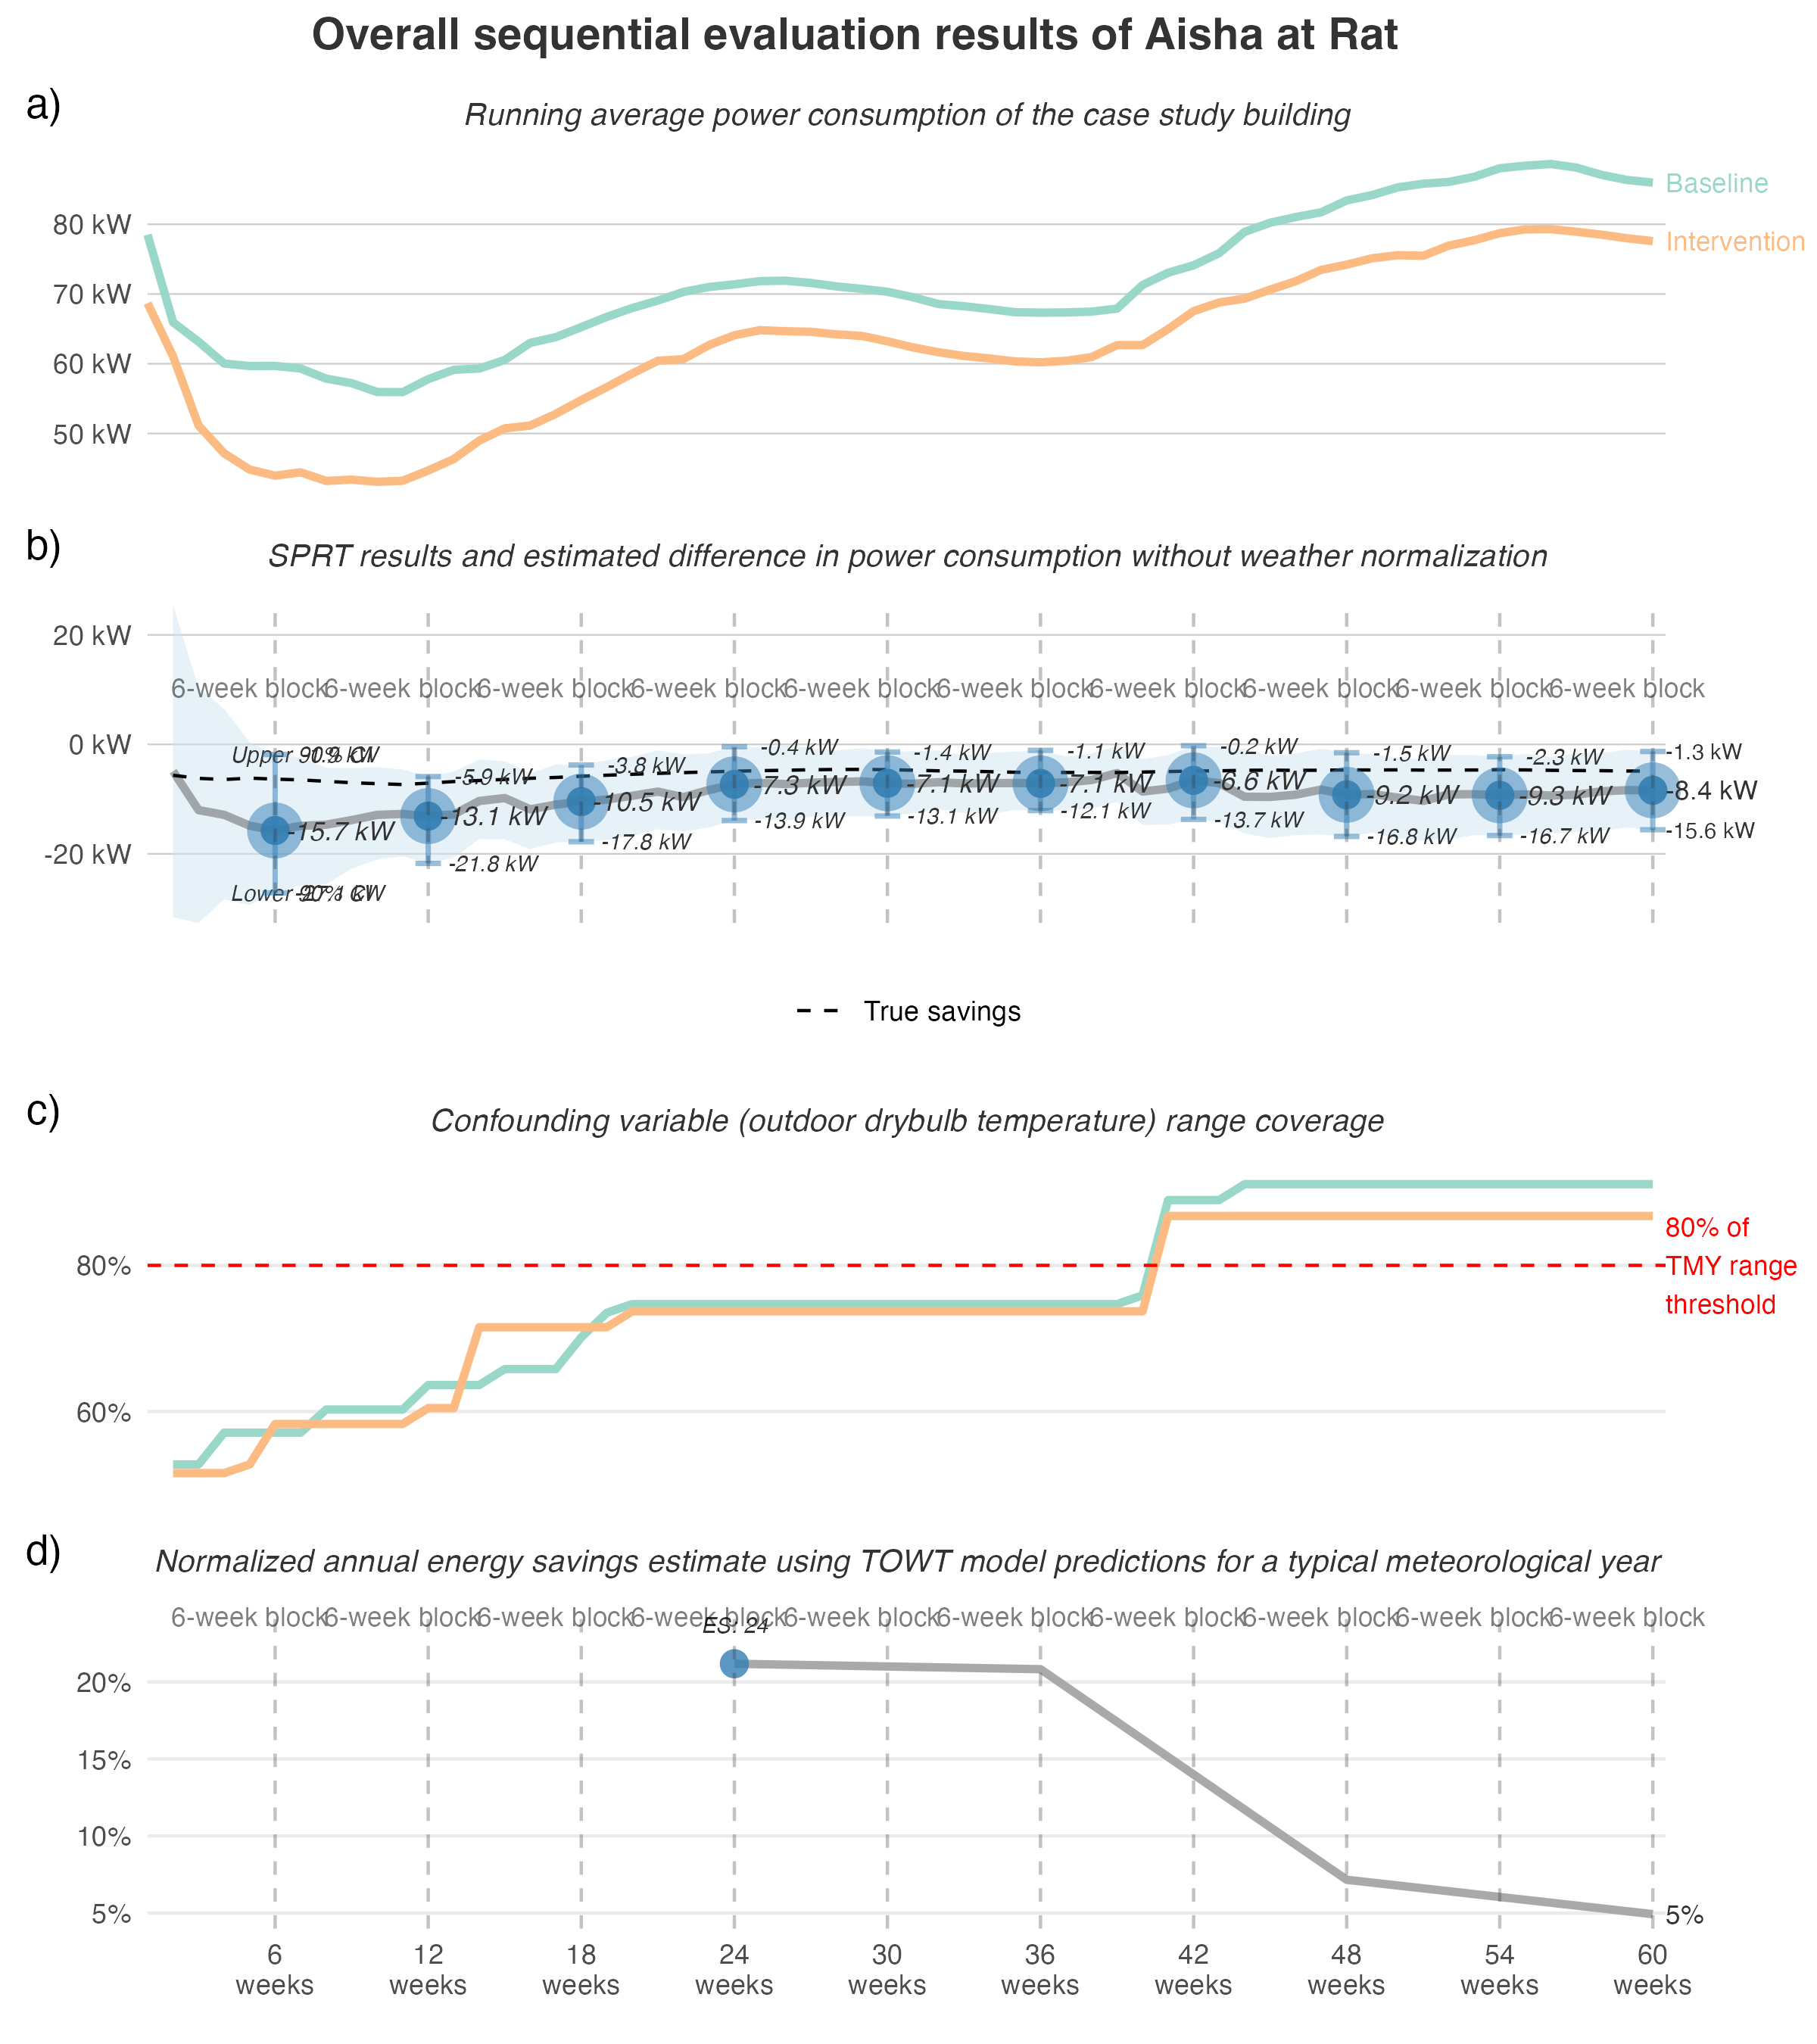 Overall sequential evaluation results of Aisha at Rat
a)
Running average power consumption of the case study building
80 kW
70 kW
60 kW
50 kW
Baseline
Intervention
b)
SPRT results and estimated difference in power consumption without weather normalization
20 kW
0 kW
-20 kW
6-week block 6-week block 6-week block 6-week block 6-week block 6-week block 6-week block 6-week block 6-week block 6-week block
Upper 90% CI
-5.9 kW -3.8 kW -0.4 kW -1.4 kW -1.1 kW -0.2 kW -1.5 kW -2.3 kW -1.3 kW
-15.7 kW -13.1 kW -10.5 kW -7.3 kW -7.1 kW -7.1 kW -6.6 kW -9.2 kW -9.3 kW -8.4 kW
Lower 90% CI -27.1 kW
-21.8 kW -17.8 kW -13.9 kW -13.1 kW -12.1 kW -13.7 kW -16.8 kW -16.7 kW -15.6 kW
True savings
c)
Confounding variable (outdoor drybulb temperature) range coverage
80%
60%
80% of
TMY range
threshold
d)
Normalized annual energy savings estimate using TOWT model predictions for a typical meteorological year
6-week block 6-week block 6-week block 6-week block 6-week block 6-week block 6-week block 6-week block 6-week block 6-week block
ES: 24
20%
15%
10%
5%
5%
6 12 18 24 30 36 42 48 54 60
weeks weeks weeks weeks weeks weeks weeks weeks weeks weeks